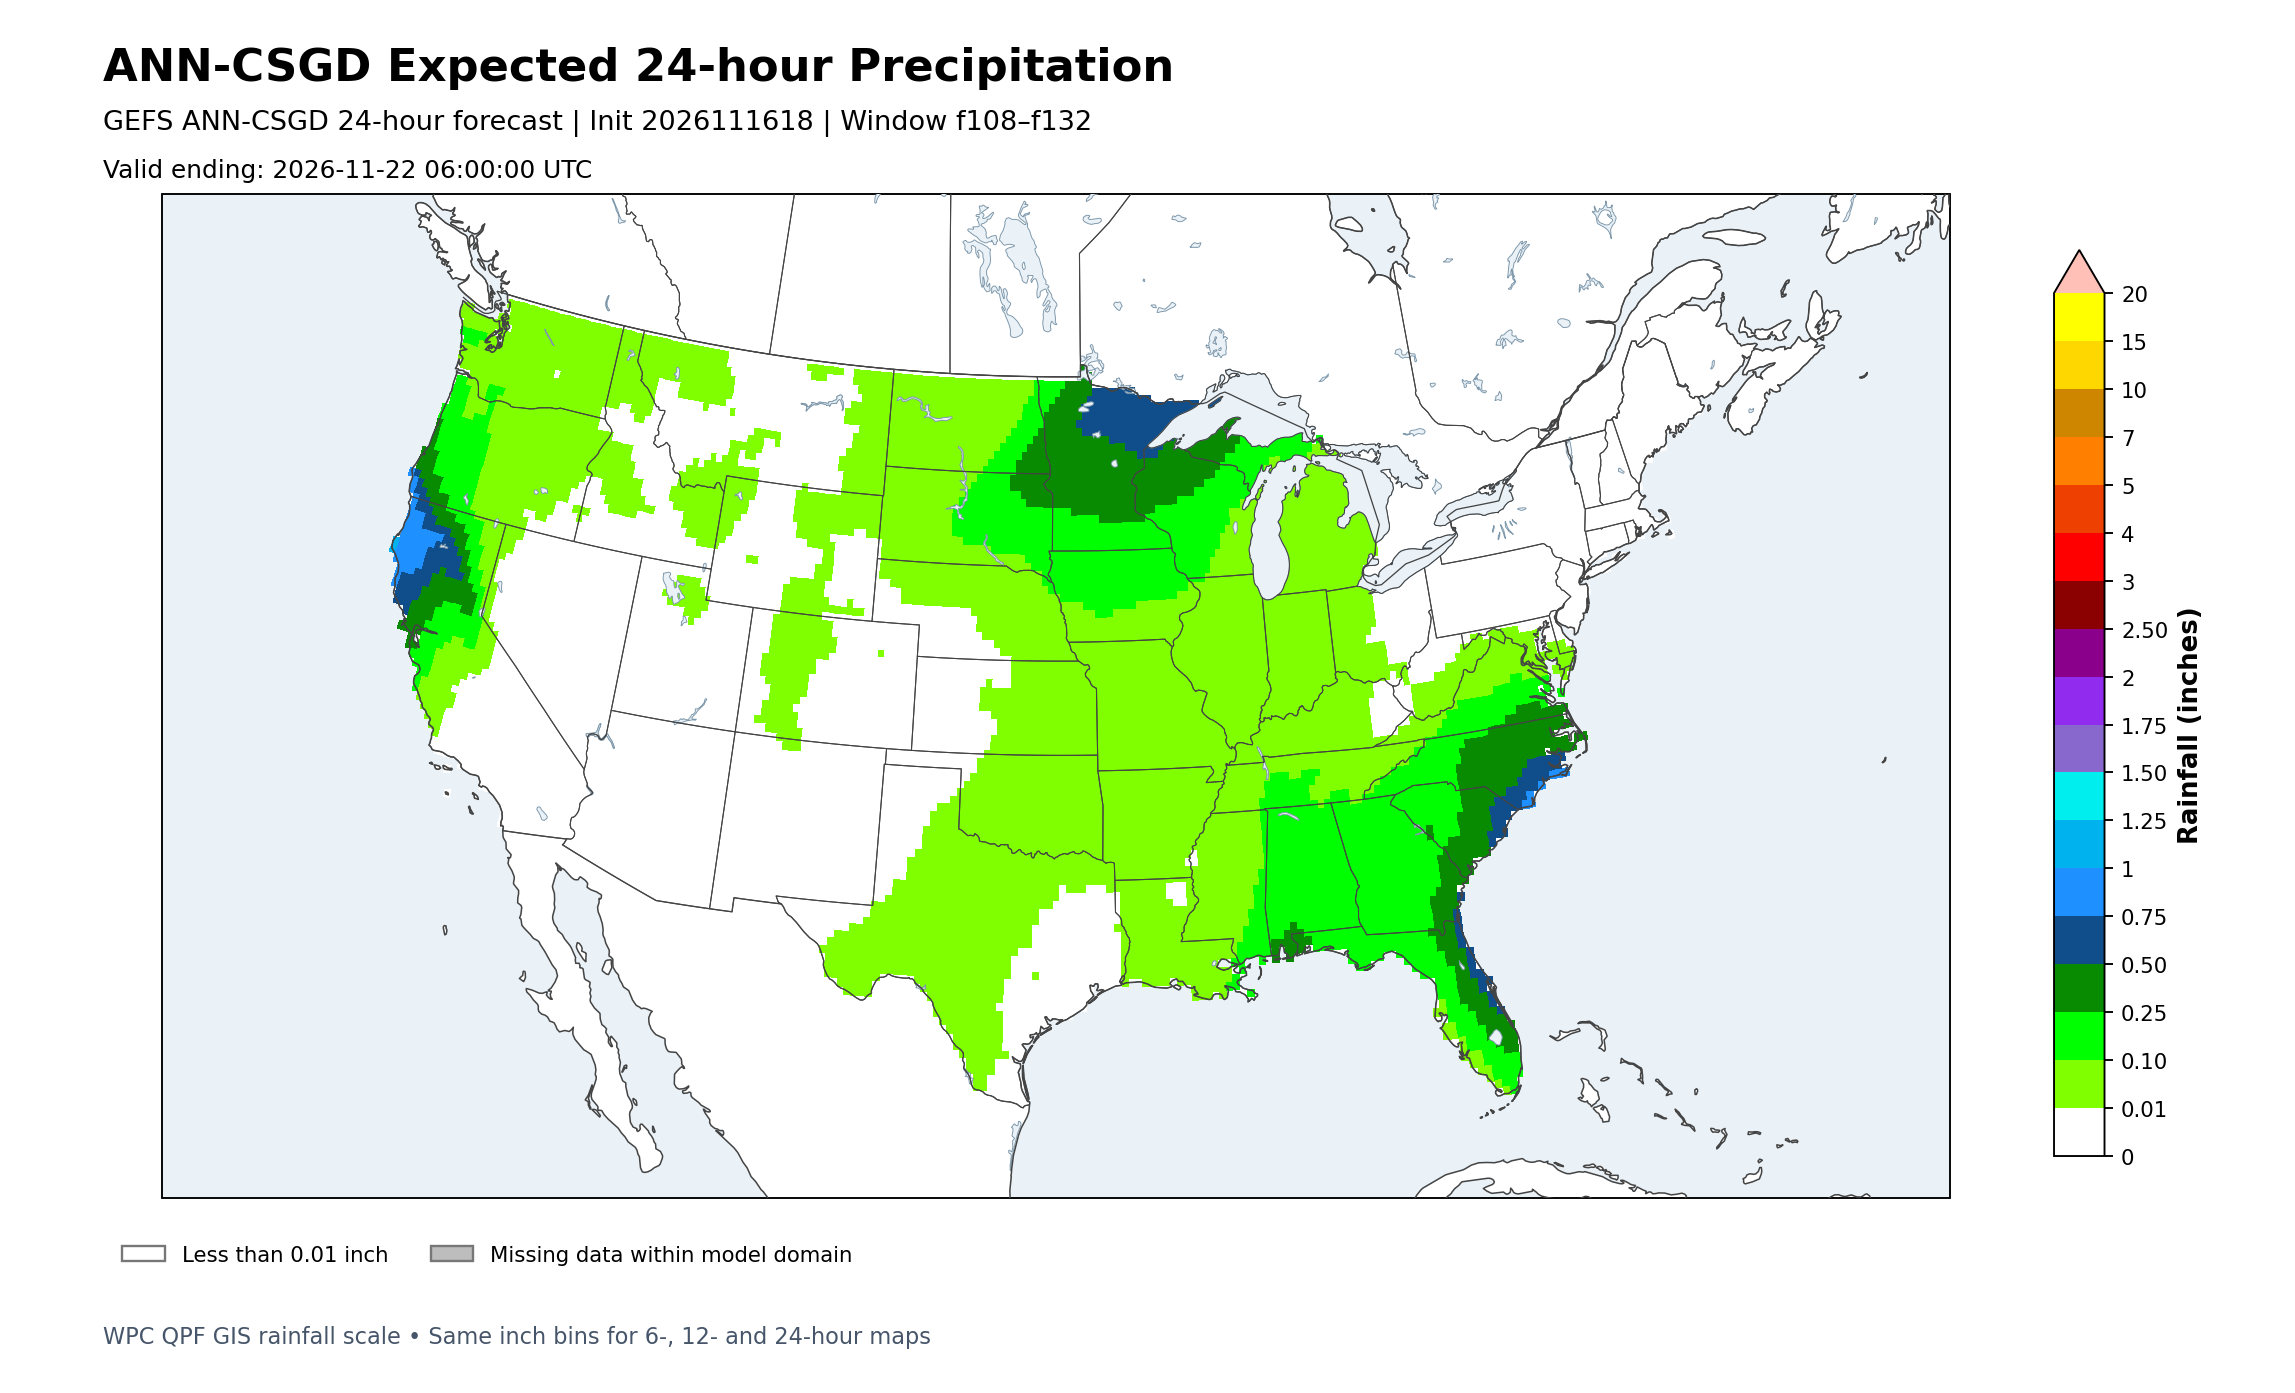 ANN-CSGD Expected 24-hour Precipitation
GEFS ANN-CSGD 24-hour forecast | Init 2026111618 | Window f108–f132
Valid ending: 2026-11-22 06:00:00 UTC
20
15
10
7
5
4
3
2.50
2
1.75
1.50
1.25
1
0.75
0.50
0.25
0.10
0.01
0
Rainfall (inches)
Less than 0.01 inch
Missing data within model domain
WPC QPF GIS rainfall scale • Same inch bins for 6-, 12- and 24-hour maps